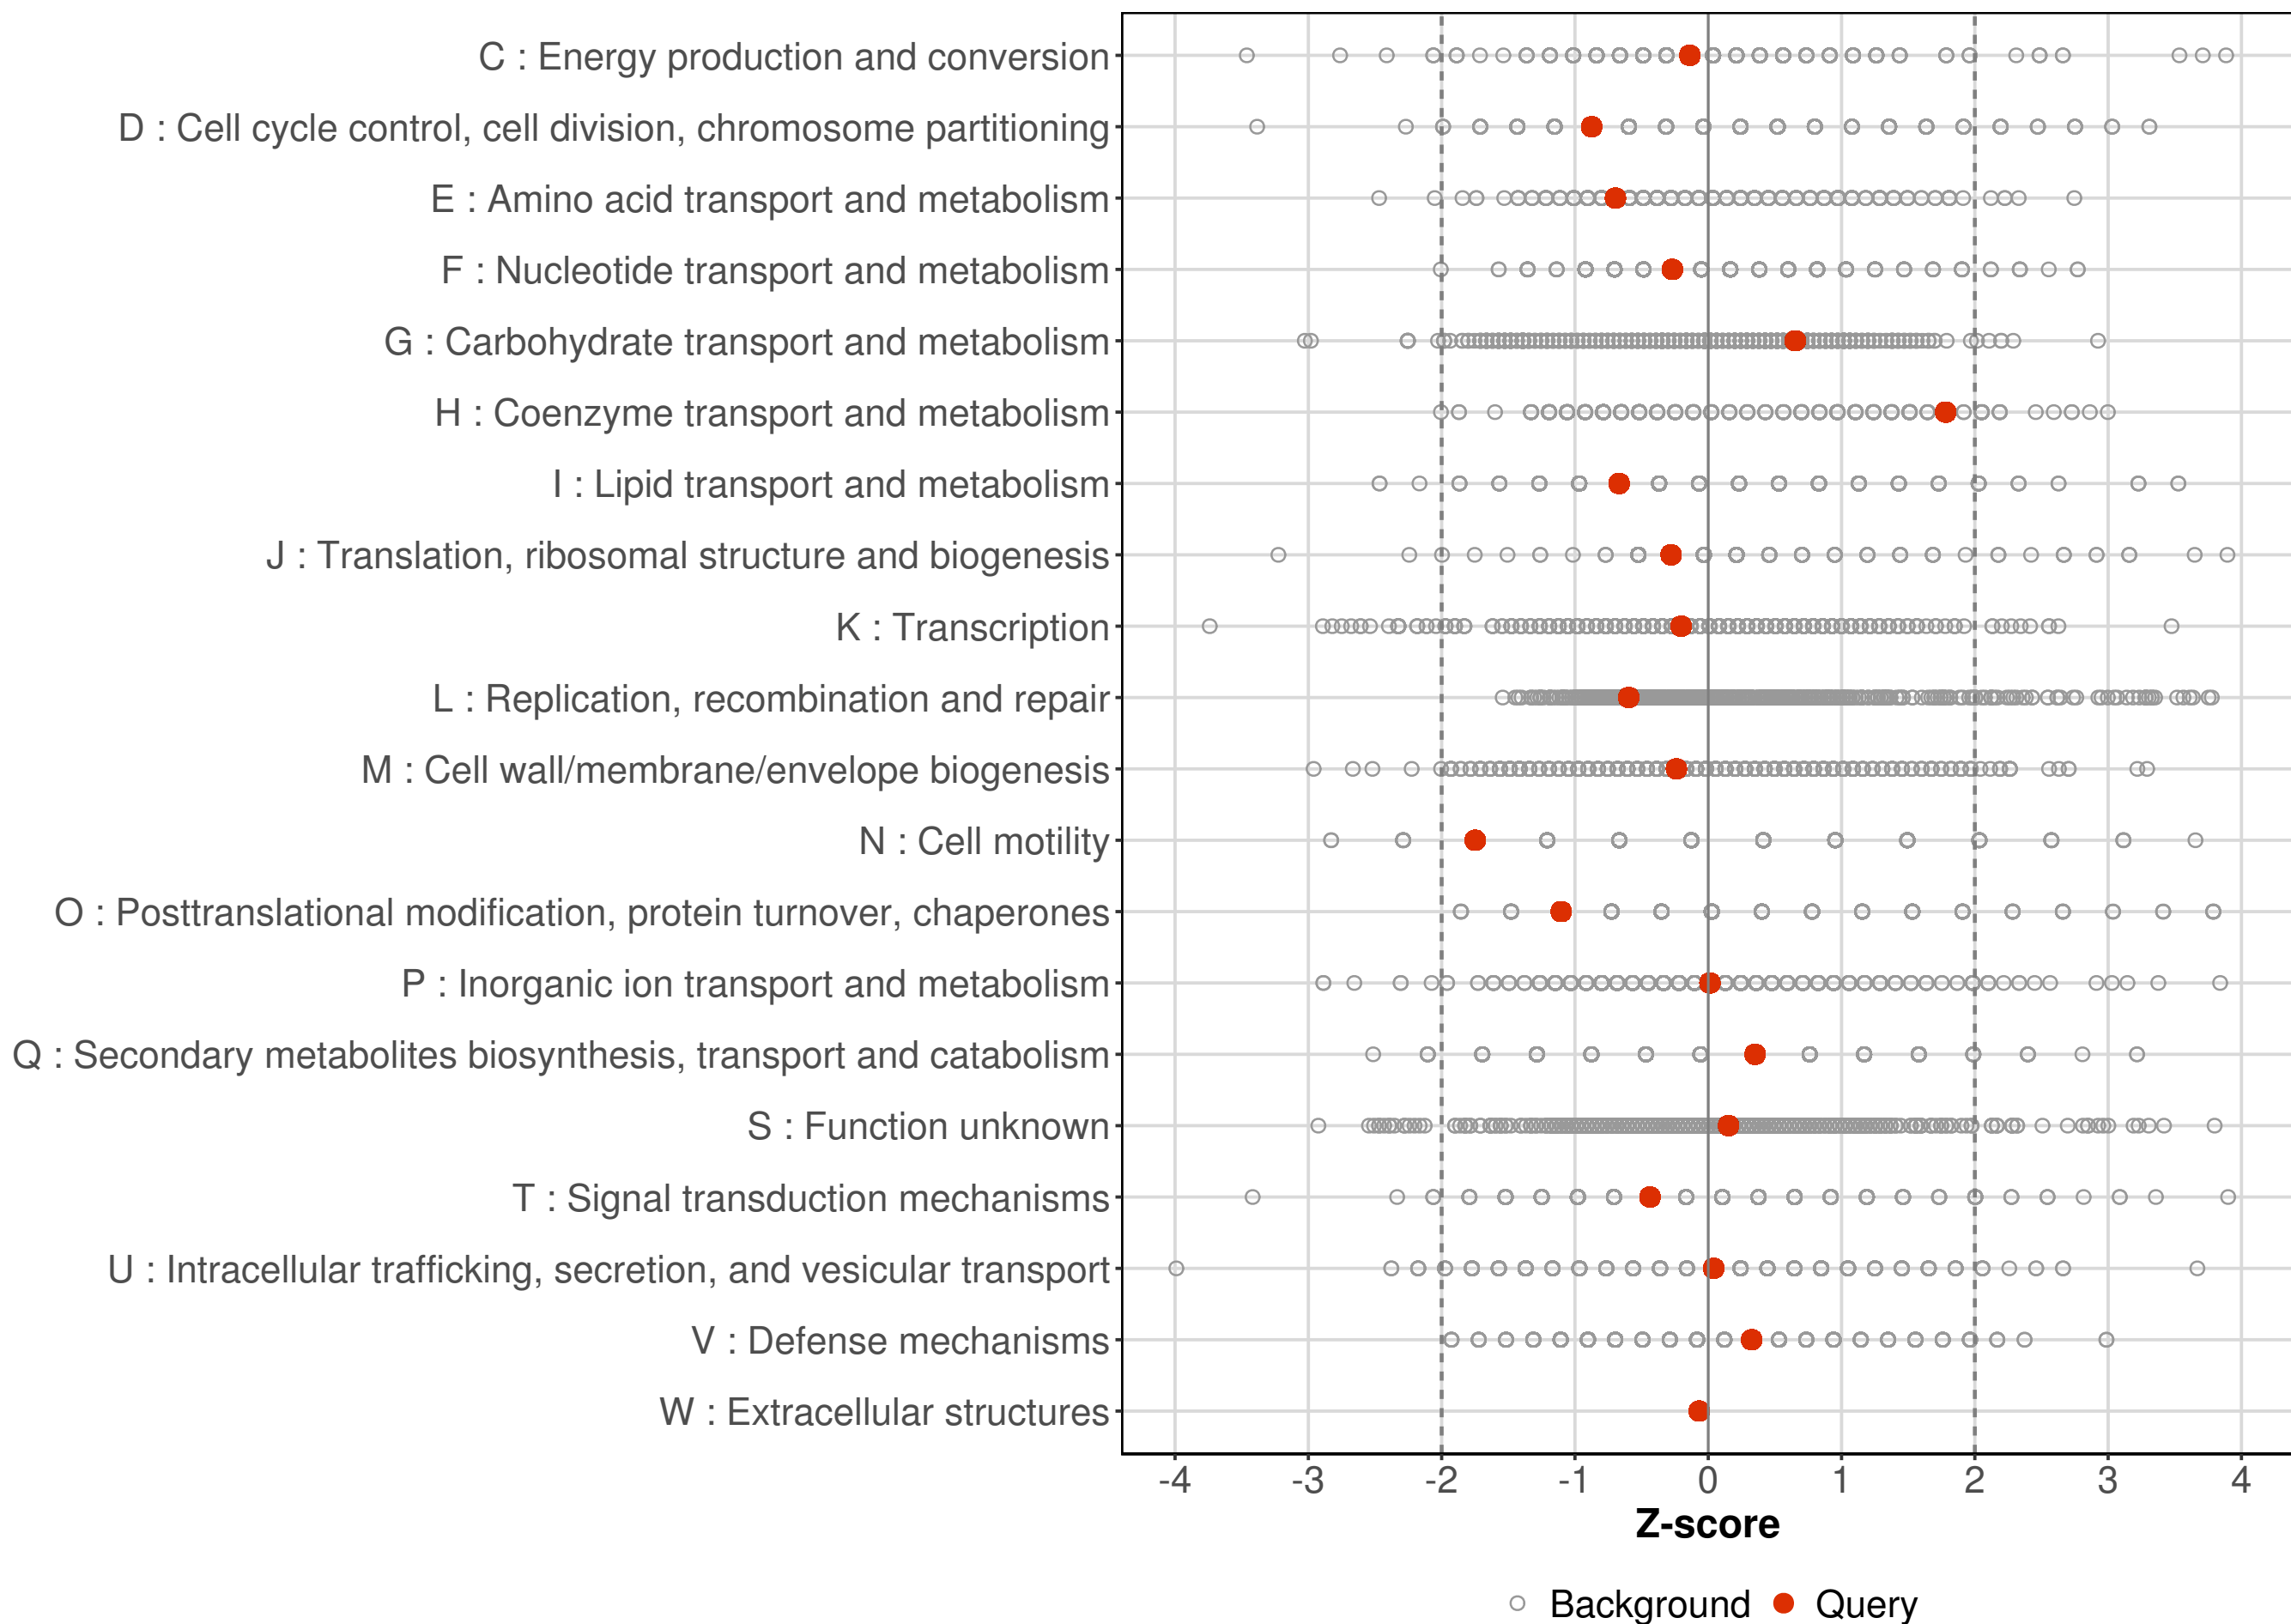 C : Energy production and conversion
D : Cell cycle control, cell division, chromosome partitioning
E : Amino acid transport and metabolism
F : Nucleotide transport and metabolism
G : Carbohydrate transport and metabolism
H : Coenzyme transport and metabolism
I : Lipid transport and metabolism
J : Translation, ribosomal structure and biogenesis
K : Transcription
L : Replication, recombination and repair
M : Cell wall/membrane/envelope biogenesis
N : Cell motility
O : Posttranslational modification, protein turnover, chaperones
P : Inorganic ion transport and metabolism
Q : Secondary metabolites biosynthesis, transport and catabolism
S : Function unknown
T : Signal transduction mechanisms
U : Intracellular trafficking, secretion, and vesicular transport
V : Defense mechanisms
W : Extracellular structures
-4 -3 -2 -1 0 1 2 3 4
Z-score
Background Query